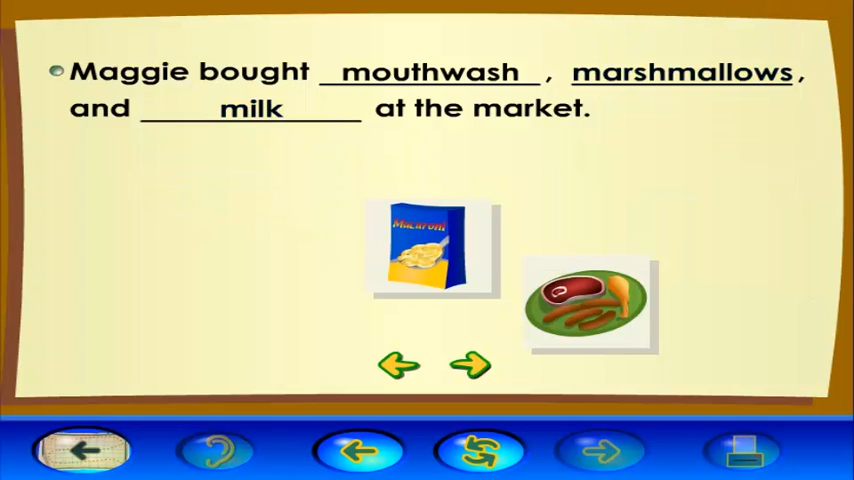 Maggie bought mouthwash, marshmallows,
and milk at the market.
Macaroni